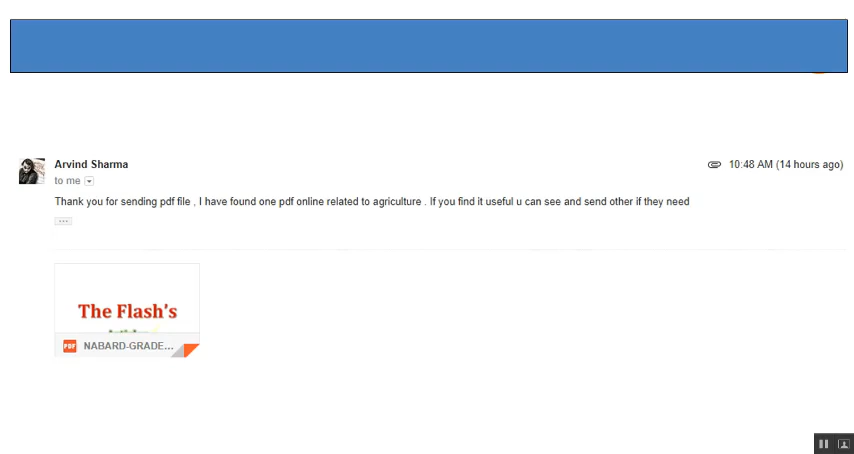 Arvind Sharma
10:48 AM (14 hours ago)
to me
Thank you for sending pdf file , I have found one pdf online related to agriculture . If you find it useful u can see and send other if they need
The Flash's
PDF NABARD-GRADE...